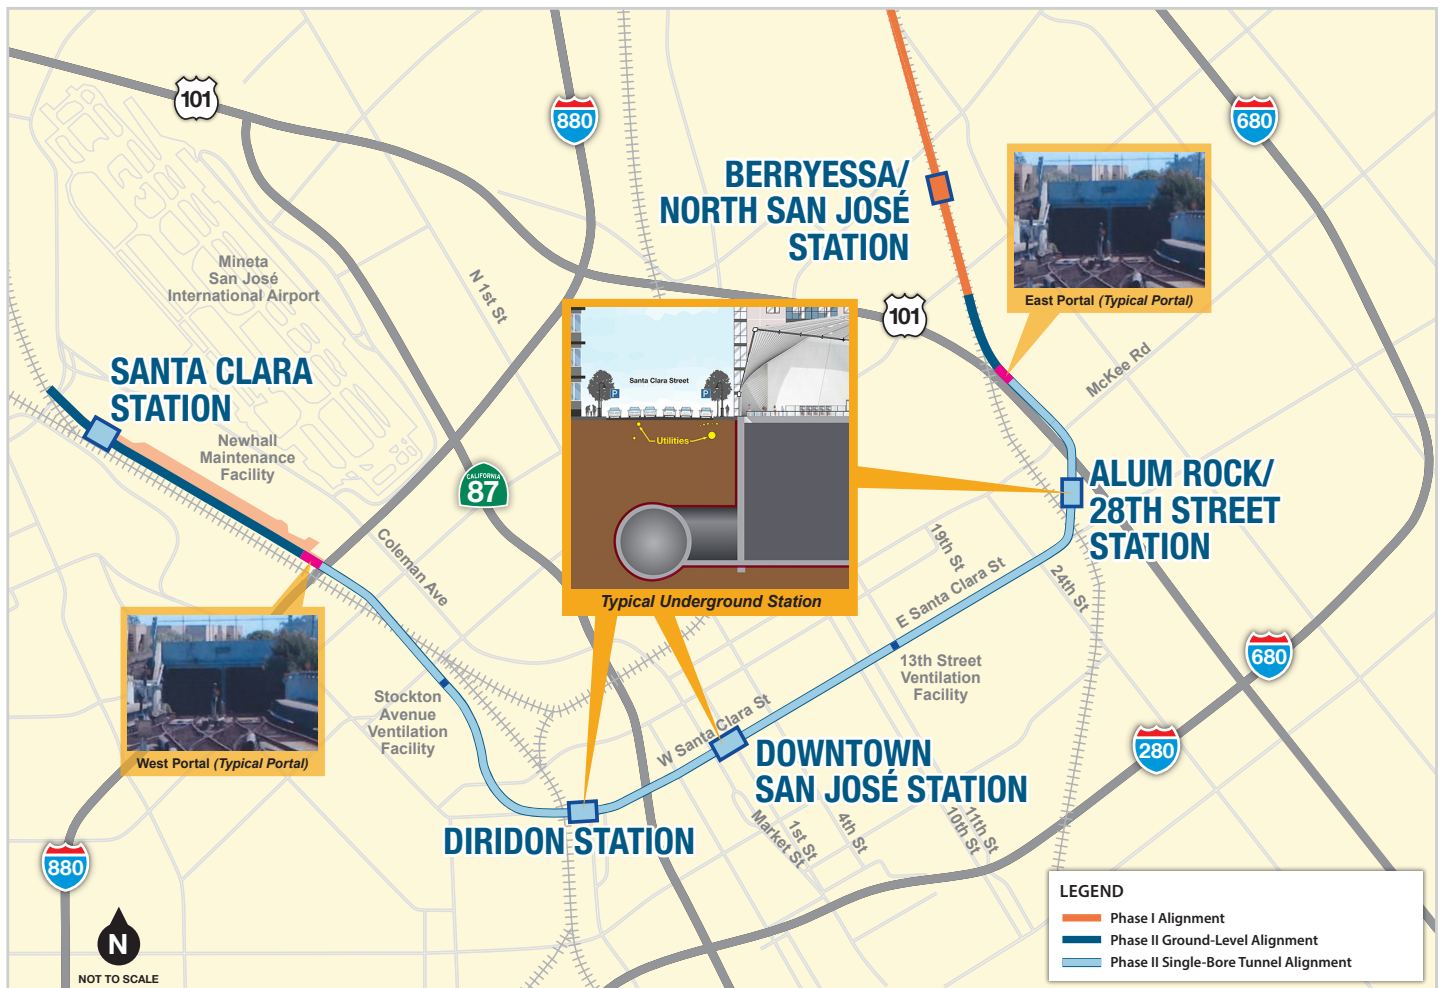 101
880
680
BERRYESSA/
NORTH SAN JOSÉ
STATION
East Portal (Typical Portal)
Mineta
San José
International Airport
N 1st St
101
McKee Rd
SANTA CLARA
STATION
Newhall
Maintenance
Facility
Santa Clara Street
P
P
Utilities
Typical Underground Station
CALIFORNIA
87
ALUM ROCK/
28TH STREET
STATION
Coleman Ave
19th St
24th St
E Santa Clara St
13th Street
Ventilation
Facility
680
West Portal (Typical Portal)
Stockton
Avenue
Ventilation
Facility
W Santa Clara St
280
DOWNTOWN
SAN JOSÉ STATION
DIRIDON STATION
Market St
1st St
4th St
10th St
11th St
880
N
NOT TO SCALE
LEGEND
Phase I Alignment
Phase II Ground-Level Alignment
Phase II Single-Bore Tunnel Alignment